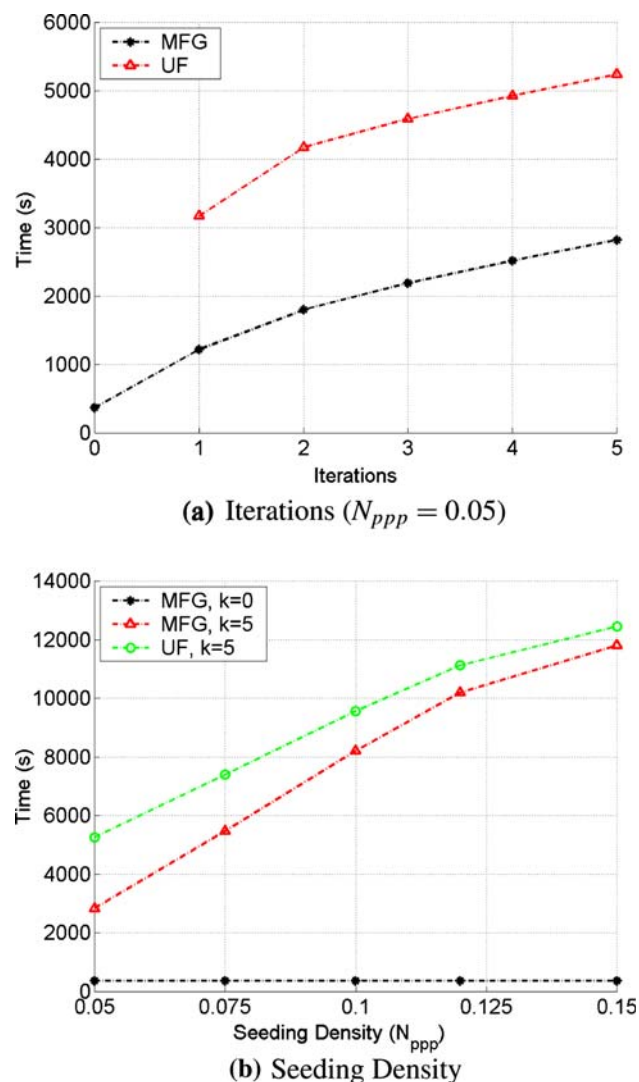 6000
5000
4000
3000
2000
1000
0
Time (s)
MFG
UF
0 1 2 3 4 5
Iterations
(a) Iterations (N_ppp = 0.05)
14000
12000
10000
8000
6000
4000
2000
0
Time (s)
MFG, k=0
MFG, k=5
UF, k=5
0.05 0.075 0.1 0.125 0.15
Seeding Density (N_ppp)
(b) Seeding Density